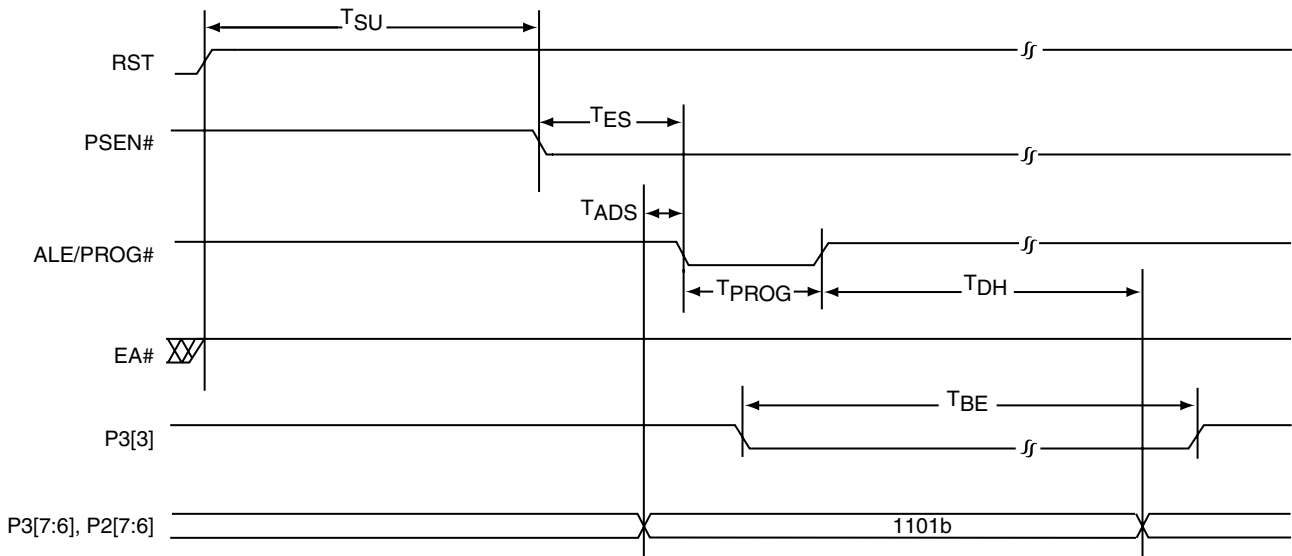 TSU
RST
TES
PSEN#
TADS
ALE/PROG#
TPROG
TDH
EA#
TBE
P3[3]
P3[7:6], P2[7:6]
1101b